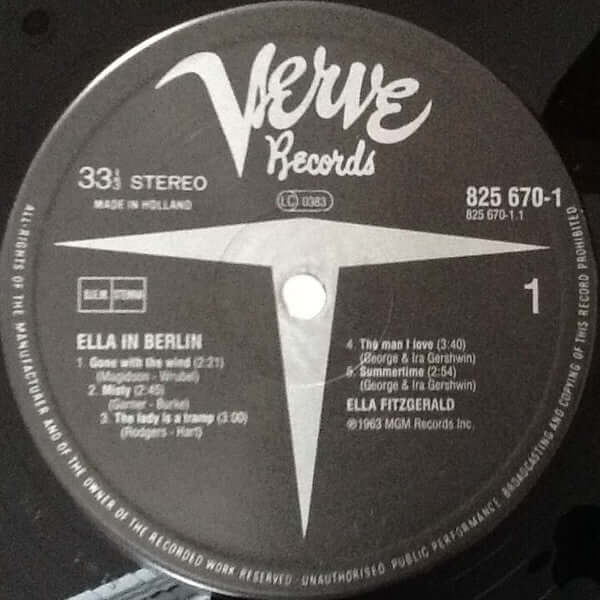 Verve
Records
33⅓ STEREO
MADE IN HOLLAND
LC 0383
825 670-1
825 670-1.1
BIEM STEMRA
1
ELLA IN BERLIN
1. Gone with the wind (2:21)
(Magidson - Wrubel)
2. Misty (2:45)
(Garner - Burke)
3. The lady is a tramp (3:00)
(Rodgers - Hart)
4. The man I love (3:40)
(George & Ira Gershwin)
5. Summertime (2:54)
(George & Ira Gershwin)
ELLA FITZGERALD
℗1963 MGM Records Inc.
ALL RIGHTS OF THE MANUFACTURER AND OF THE OWNER OF THE RECORDED WORK RESERVED · UNAUTHORISED PUBLIC PERFORMANCE BROADCASTING AND COPYING OF THIS RECORD PROHIBITED